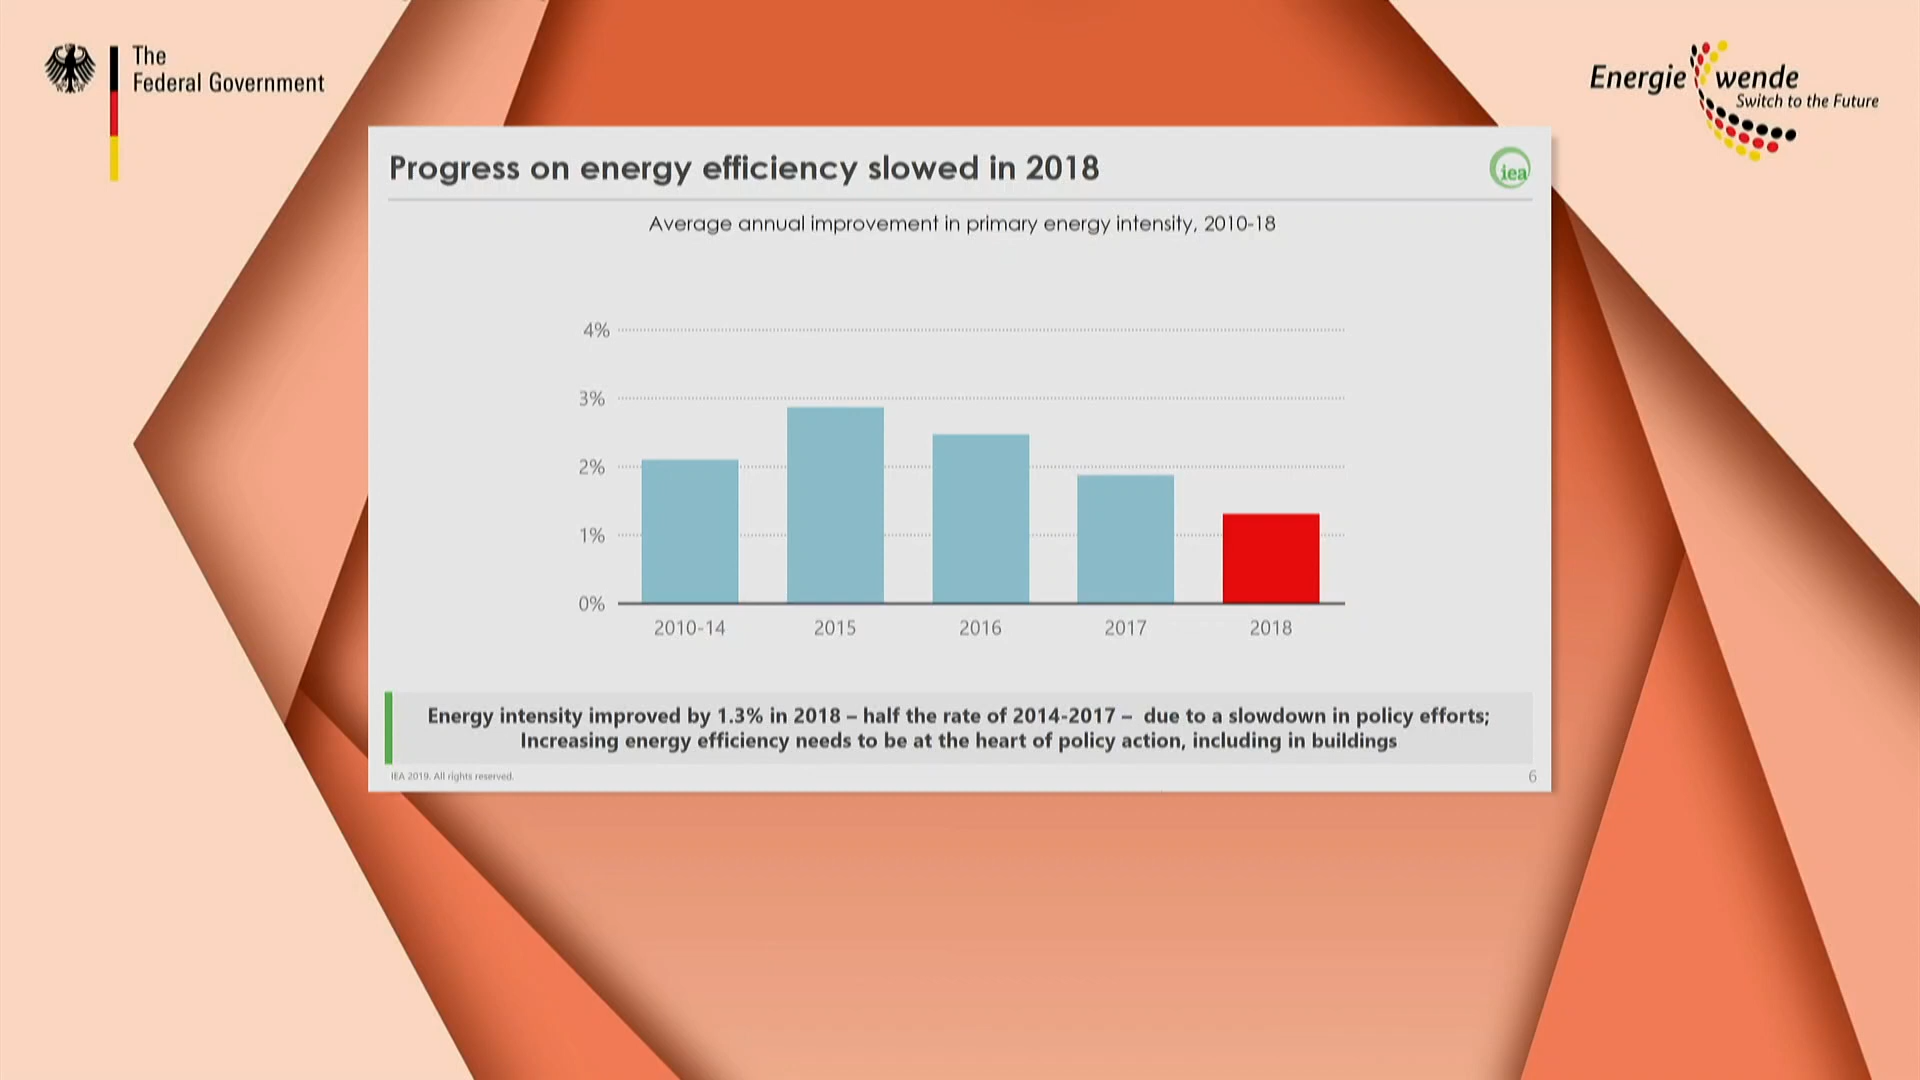 The
Federal Government
Energie wende
Switch to the Future
Progress on energy efficiency slowed in 2018
iea
Average annual improvement in primary energy intensity, 2010-18
4%
3%
2%
1%
0%
2010-14 2015 2016 2017 2018
Energy intensity improved by 1.3% in 2018 – half the rate of 2014-2017 – due to a slowdown in policy efforts;
Increasing energy efficiency needs to be at the heart of policy action, including in buildings
IEA 2019. All rights reserved.
6